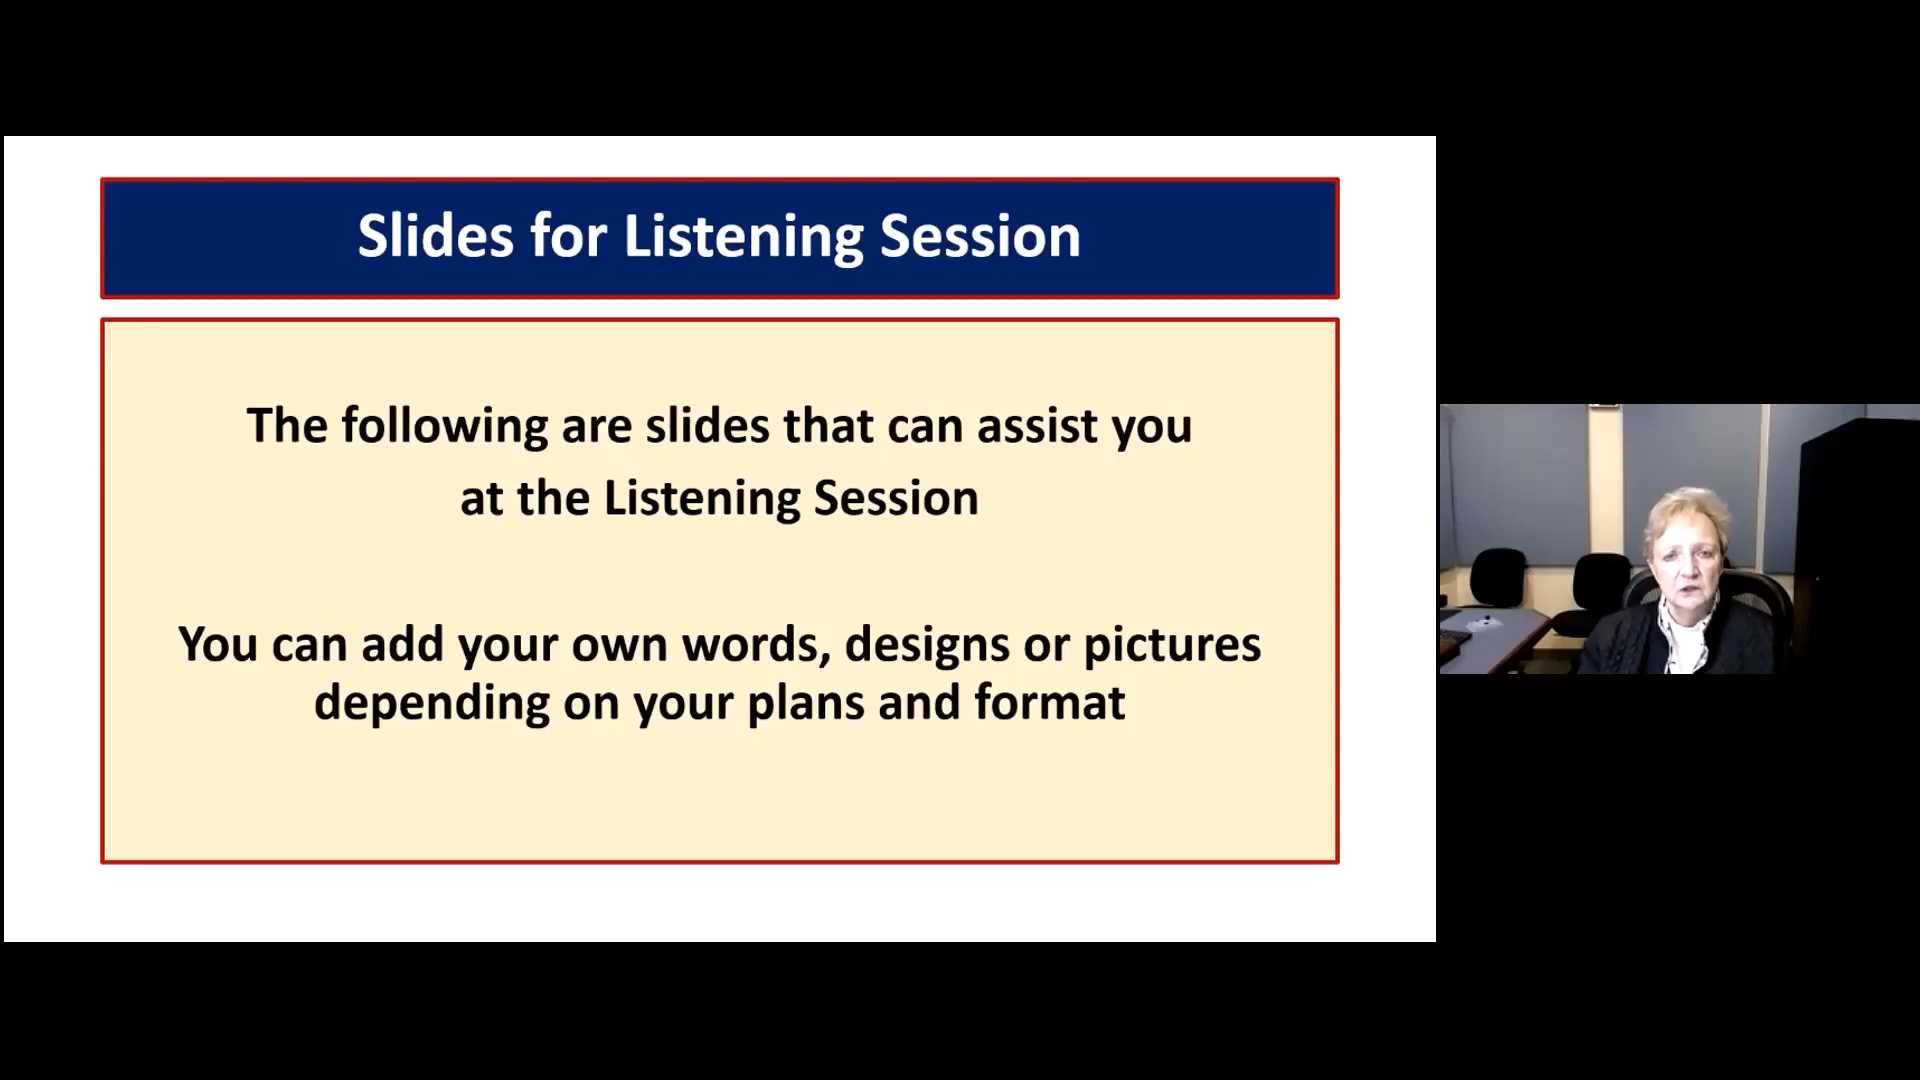 Slides for Listening Session
The following are slides that can assist you
at the Listening Session
You can add your own words, designs or pictures
depending on your plans and format